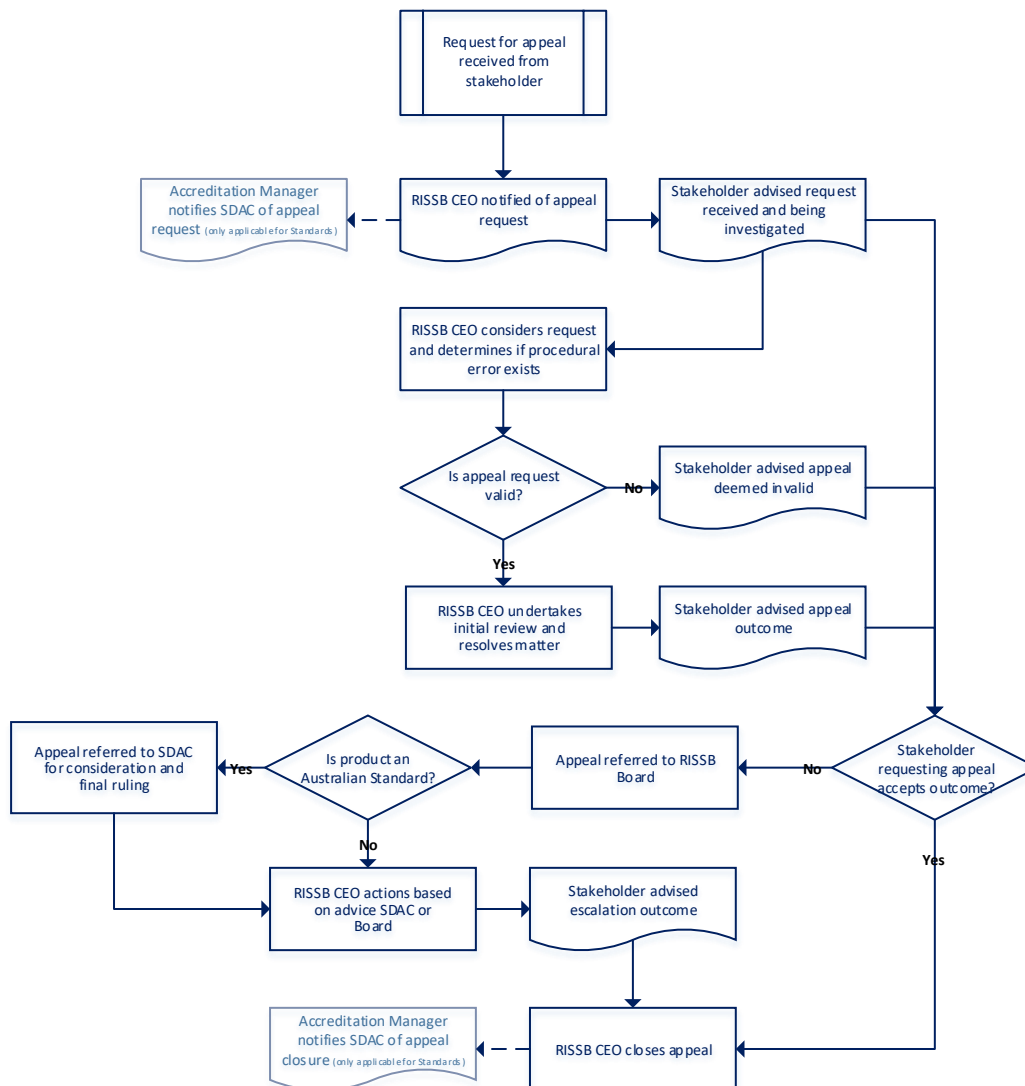 Request for appeal
received from
stakeholder
Accreditation Manager
notifies SDAC of appeal
request (only applicable for Standards)
RISSB CEO notified of appeal
request
Stakeholder advised request
received and being
investigated
RISSB CEO considers request
and determines if procedural
error exists
Is appeal request
valid?
No
Stakeholder advised appeal
deemed invalid
Yes
RISSB CEO undertakes
initial review and
resolves matter
Stakeholder advised appeal
outcome
Appeal referred to SDAC
for consideration and
final ruling
Yes
Is product an
Australian Standard?
Appeal referred to RISSB
Board
No
Stakeholder
requesting appeal
accepts outcome?
No
Yes
RISSB CEO actions based
on advice SDAC or
Board
Stakeholder advised
escalation outcome
Accreditation Manager
notifies SDAC of appeal
closure (only applicable for Standards)
RISSB CEO closes appeal